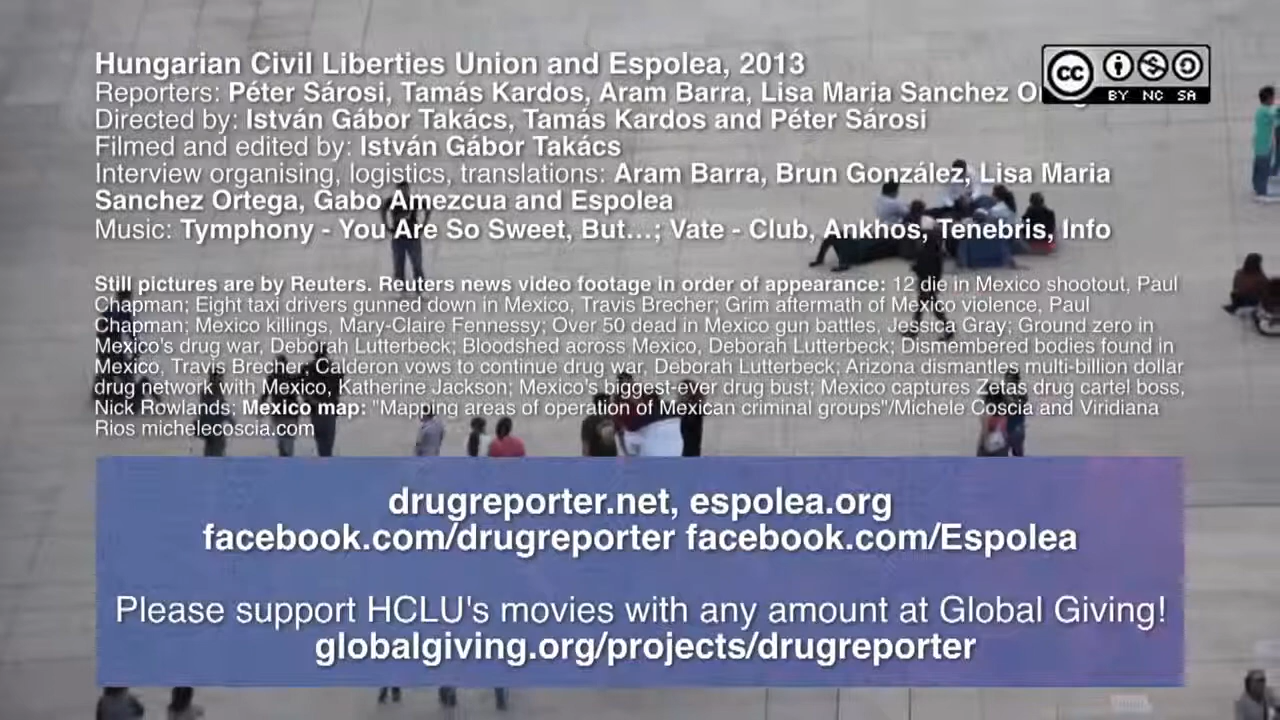 Hungarian Civil Liberties Union and Espolea, 2013
Reporters: Péter Sárosi, Tamás Kardos, Aram Barra, Lisa Maria Sanchez
Directed by: István Gábor Takács, Tamás Kardos and Péter Sárosi
Filmed and edited by: István Gábor Takács
Interview organising, logistics, translations: Aram Barra, Brun González, Lisa Maria
Sanchez Ortega, Gabo Amezcua and Espolea
Music: Tymphony - You Are So Sweet, But...; Vate - Club, Ankhos, Tenebris, Info
cc
BY NC SA
Still pictures are by Reuters. Reuters news video footage in order of appearance: 12 die in Mexico shootout, Paul
Chapman; Eight taxi drivers gunned down in Mexico, Travis Brecher; Grim aftermath of Mexico violence, Paul
Chapman; Mexico killings, Mary-Claire Fennessy; Over 50 dead in Mexico gun battles, Jessica Gray; Ground zero in
Mexico's drug war, Deborah Lutterbeck; Bloodshed across Mexico, Deborah Lutterbeck; Dismembered bodies found in
Mexico, Travis Brecher; Calderon vows to continue drug war, Deborah Lutterbeck; Arizona dismantles multi-billion dollar
drug network with Mexico, Katherine Jackson; Mexico's biggest-ever drug bust; Mexico captures Zetas drug cartel boss,
Nick Rowlands; Mexico map: "Mapping areas of operation of Mexican criminal groups"/Michele Coscia and Viridiana
Rios michelecoscia.com
drugreporter.net, espolea.org
facebook.com/drugreporter facebook.com/Espolea
Please support HCLU's movies with any amount at Global Giving!
globalgiving.org/projects/drugreporter